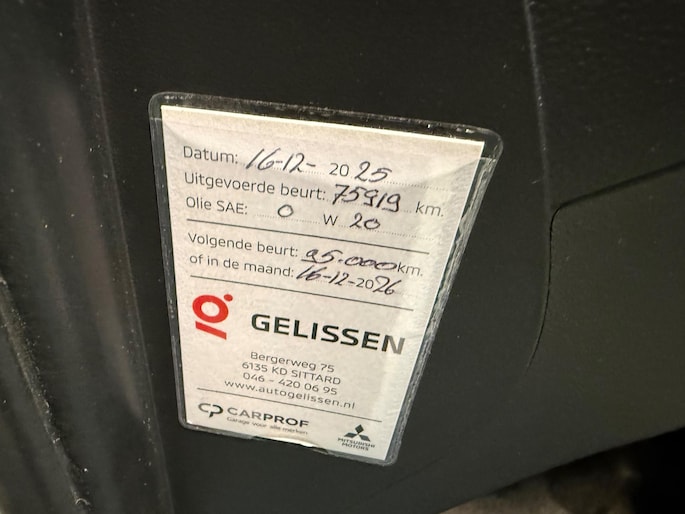 Datum: 16-12- 2025
Uitgevoerde beurt: 75919 km.
Olie SAE: 0 W 20
Volgende beurt: 95.000 km.
of in de maand: 16-12-2026
GELISSEN
Bergerweg 75
6135 KD SITTARD
046 - 420 06 95
www.autogelissen.nl
CARPROF
Garage voor alle merken
MITSUBISHI
MOTORS